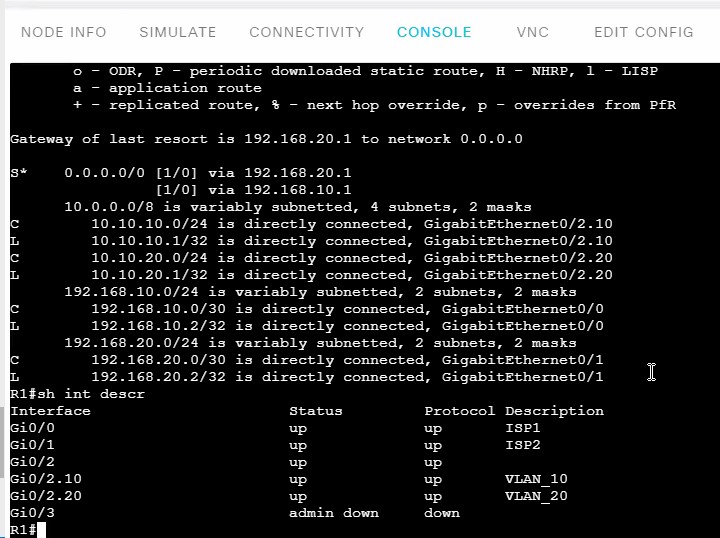 NODE INFO SIMULATE CONNECTIVITY CONSOLE VNC EDIT CONFIG
o - ODR, P - periodic downloaded static route, H - NHRP, l - LISP
a - application route
+ - replicated route, % - next hop override, p - overrides from PfR
Gateway of last resort is 192.168.20.1 to network 0.0.0.0
S* 0.0.0.0/0 [1/0] via 192.168.20.1
[1/0] via 192.168.10.1
10.0.0.0/8 is variably subnetted, 4 subnets, 2 masks
C 10.10.10.0/24 is directly connected, GigabitEthernet0/2.10
L 10.10.10.1/32 is directly connected, GigabitEthernet0/2.10
C 10.10.20.0/24 is directly connected, GigabitEthernet0/2.20
L 10.10.20.1/32 is directly connected, GigabitEthernet0/2.20
192.168.10.0/24 is variably subnetted, 2 subnets, 2 masks
C 192.168.10.0/30 is directly connected, GigabitEthernet0/0
L 192.168.10.2/32 is directly connected, GigabitEthernet0/0
192.168.20.0/24 is variably subnetted, 2 subnets, 2 masks
C 192.168.20.0/30 is directly connected, GigabitEthernet0/1
L 192.168.20.2/32 is directly connected, GigabitEthernet0/1
R1#sh int descr
Interface Status Protocol Description
Gi0/0 up up ISP1
Gi0/1 up up ISP2
Gi0/2 up up
Gi0/2.10 up up VLAN_10
Gi0/2.20 up up VLAN_20
Gi0/3 admin down down
R1#